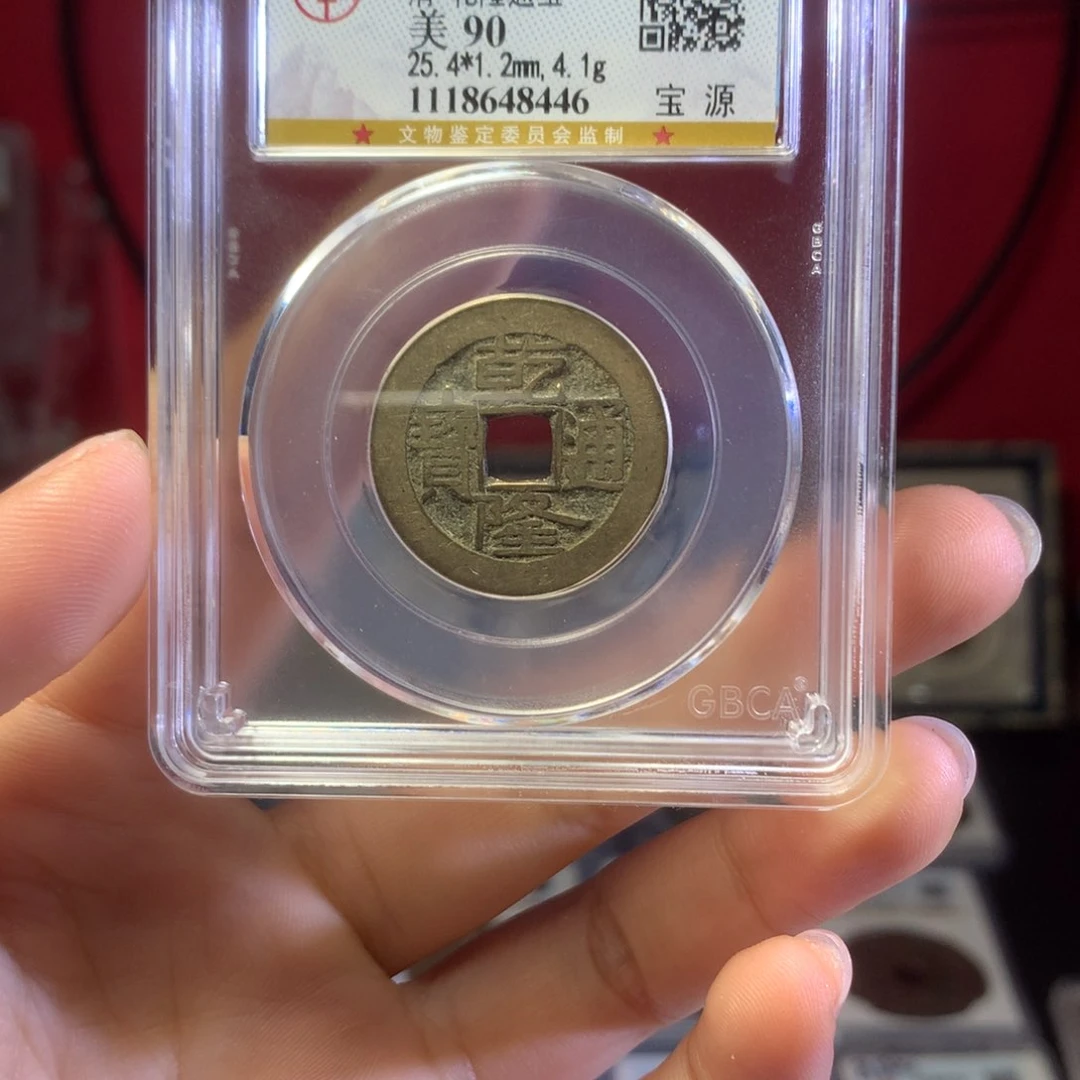 美 90
25.4*1.2mm, 4.1g
1118648446
宝 源
文物鉴定委员会监制
GBCA
乾
寶 通
隆
GBCA®